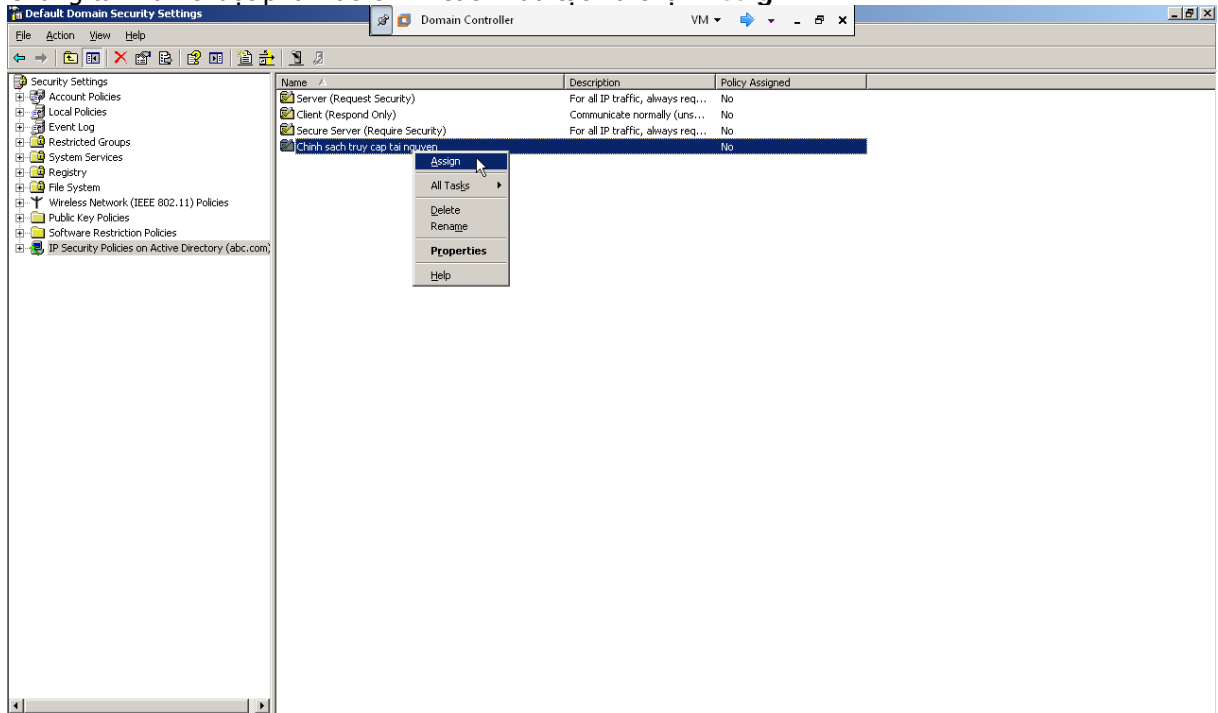 Default Domain Security Settings
Domain Controller
VM
File Action View Help
Security Settings
Account Policies
Local Policies
Event Log
Restricted Groups
System Services
Registry
File System
Wireless Network (IEEE 802.11) Policies
Public Key Policies
Software Restriction Policies
IP Security Policies on Active Directory (abc.com)
Name Description Policy Assigned
Server (Request Security) For all IP traffic, always req... No
Client (Respond Only) Communicate normally (uns... No
Secure Server (Require Security) For all IP traffic, always req... No
Chinh sach truy cap tai nguyen No
Assign
All Tasks
Delete
Rename
Properties
Help